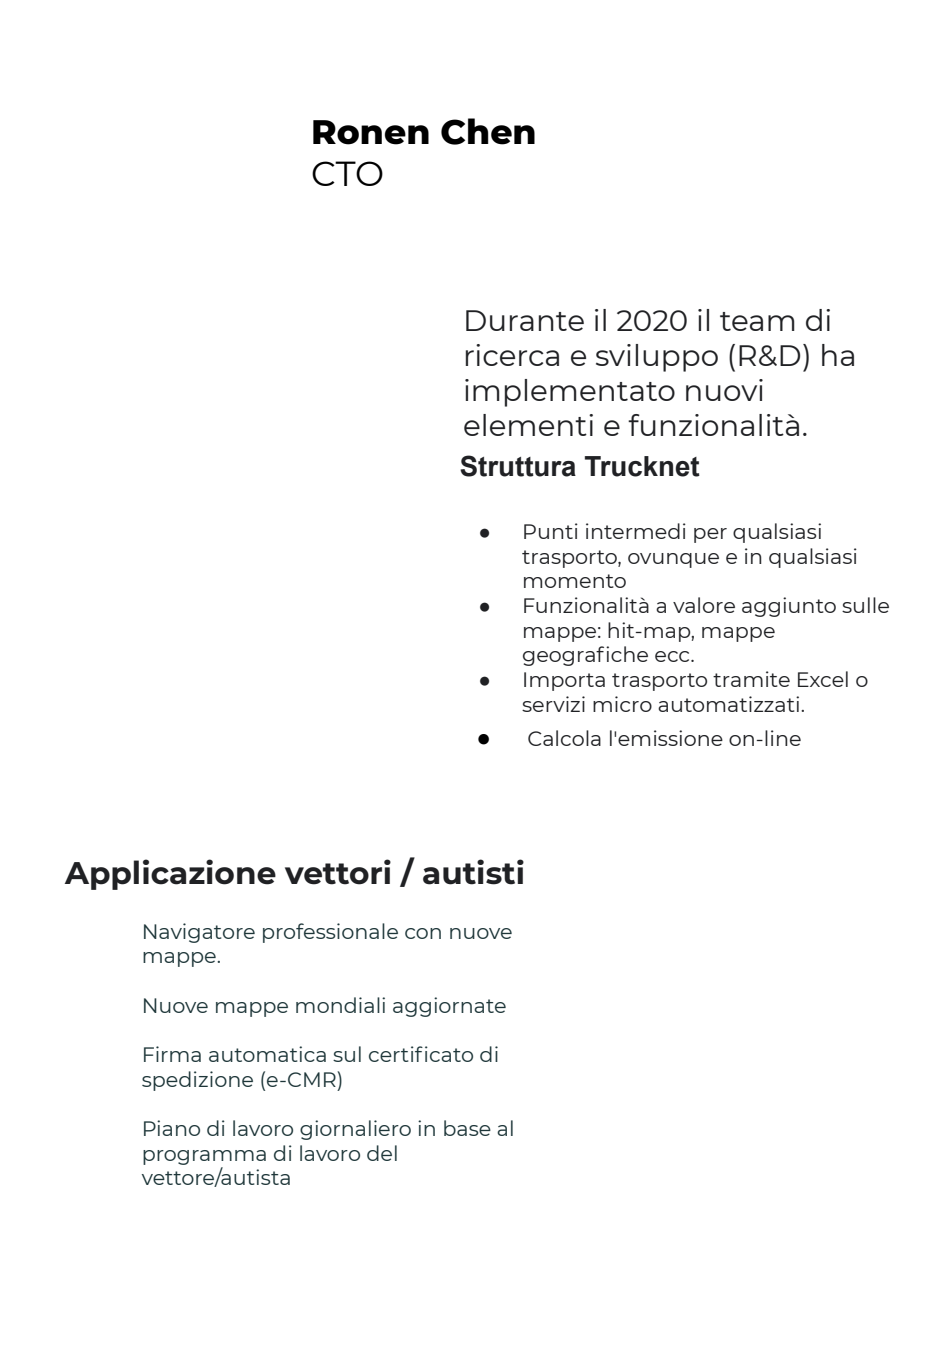 Ronen Chen
CTO
Durante il 2020 il team di
ricerca e sviluppo (R&D) ha
implementato nuovi
elementi e funzionalità.
Struttura Trucknet
● Punti intermedi per qualsiasi
trasporto, ovunque e in qualsiasi
momento
● Funzionalità a valore aggiunto sulle
mappe: hit-map, mappe
geografiche ecc.
● Importa trasporto tramite Excel o
servizi micro automatizzati.
● Calcola l'emissione on-line
Applicazione vettori / autisti
Navigatore professionale con nuove
mappe.
Nuove mappe mondiali aggiornate
Firma automatica sul certificato di
spedizione (e-CMR)
Piano di lavoro giornaliero in base al
programma di lavoro del
vettore/autista